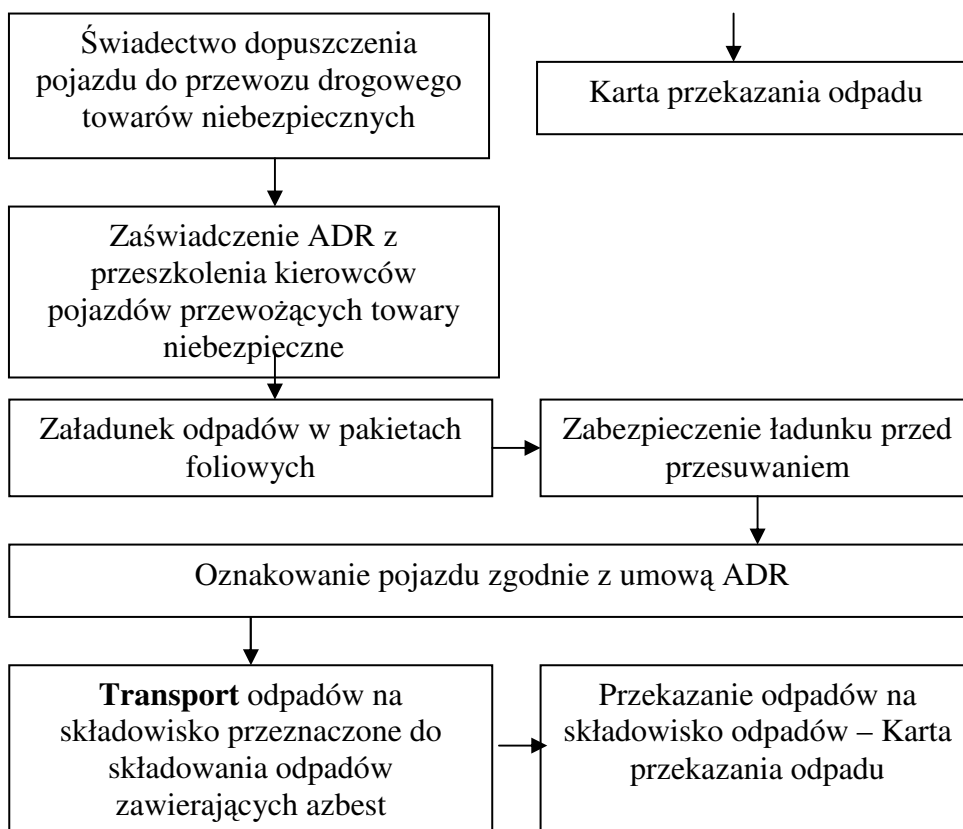 Świadectwo dopuszczenia
pojazdu do przewozu drogowego
towarów niebezpiecznych
Karta przekazania odpadu
Zaświadczenie ADR z
przeszkolenia kierowców
pojazdów przewożących towary
niebezpieczne
Załadunek odpadów w pakietach
foliowych
Zabezpieczenie ładunku przed
przesuwaniem
Oznakowanie pojazdu zgodnie z umową ADR
Transport odpadów na
składowisko przeznaczone do
składowania odpadów
zawierających azbest
Przekazanie odpadów na
składowisko odpadów – Karta
przekazania odpadu